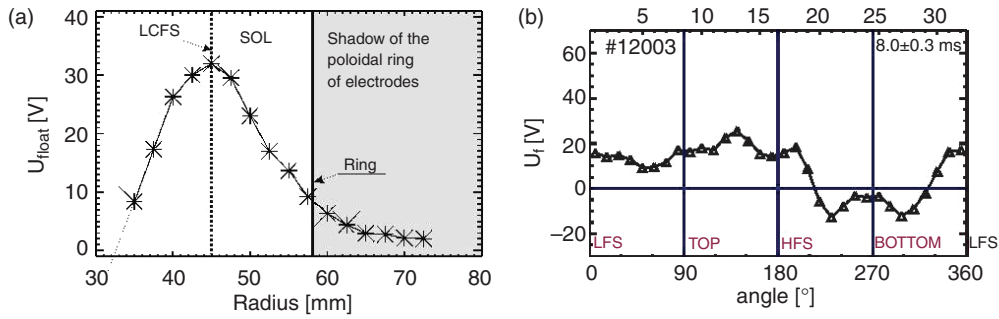 (a)
LCFS
SOL
Shadow of the
poloidal ring
of electrodes
Ring
40
30
20
10
0
U_float [V]
30 40 50 60 70 80
Radius [mm]
(b)
5 10 15 20 25 30
#12003
8.0±0.3 ms
60
40
20
0
−20
U_f [V]
LFS TOP HFS BOTTOM LFS
0 90 180 270 360
angle [°]